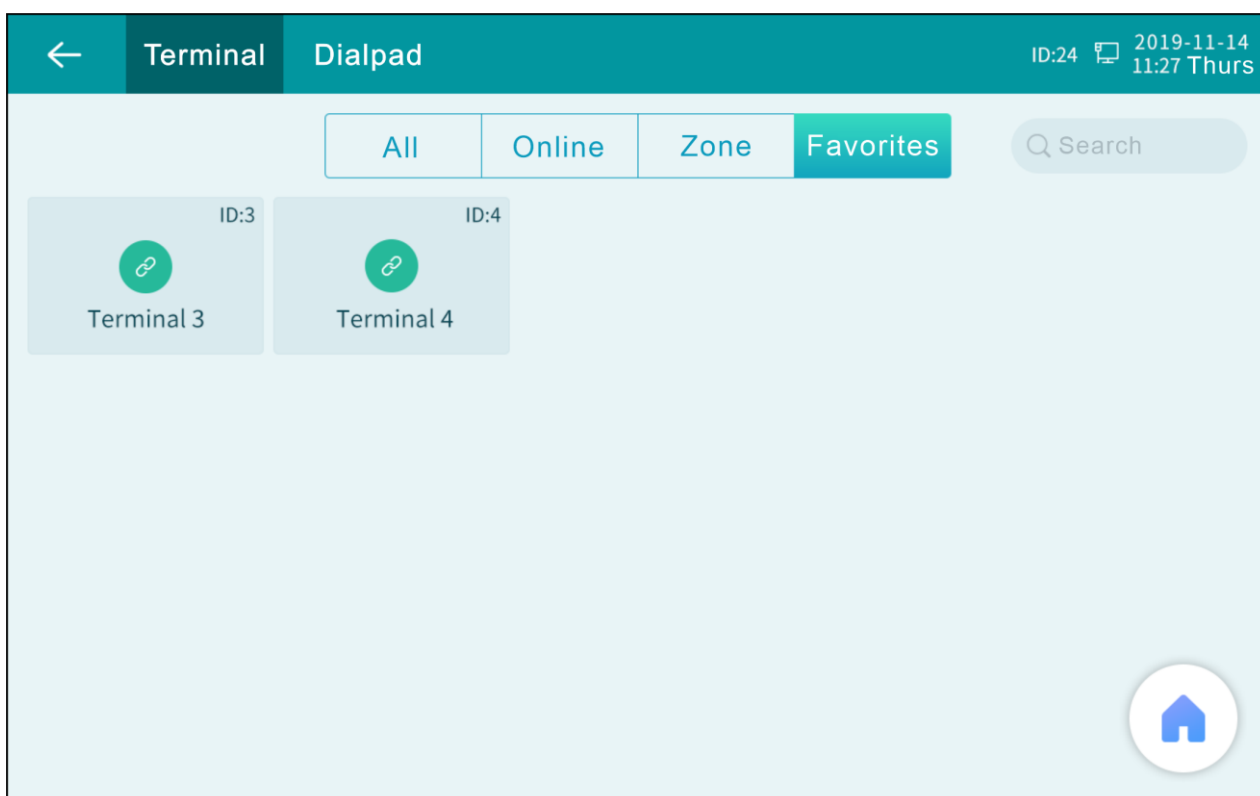 Terminal Dialpad ID:24 2019-11-14
11:27 Thurs
All Online Zone Favorites Search
ID:3 ID:4
Terminal 3 Terminal 4